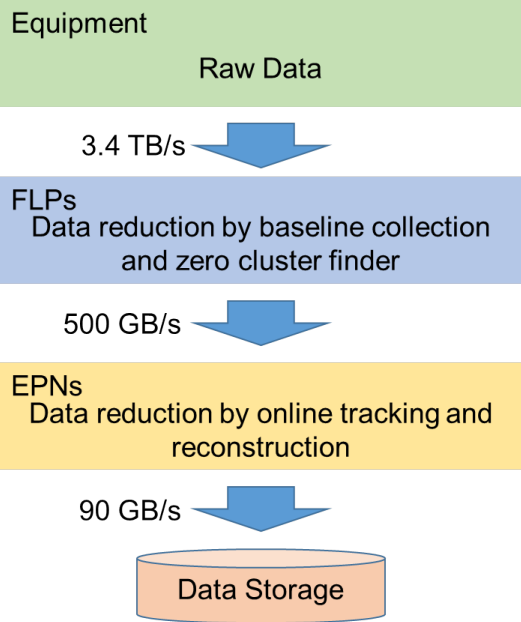 Equipment
Raw Data
3.4 TB/s
FLPs
Data reduction by baseline collection
and zero cluster finder
500 GB/s
EPNs
Data reduction by online tracking and
reconstruction
90 GB/s
Data Storage